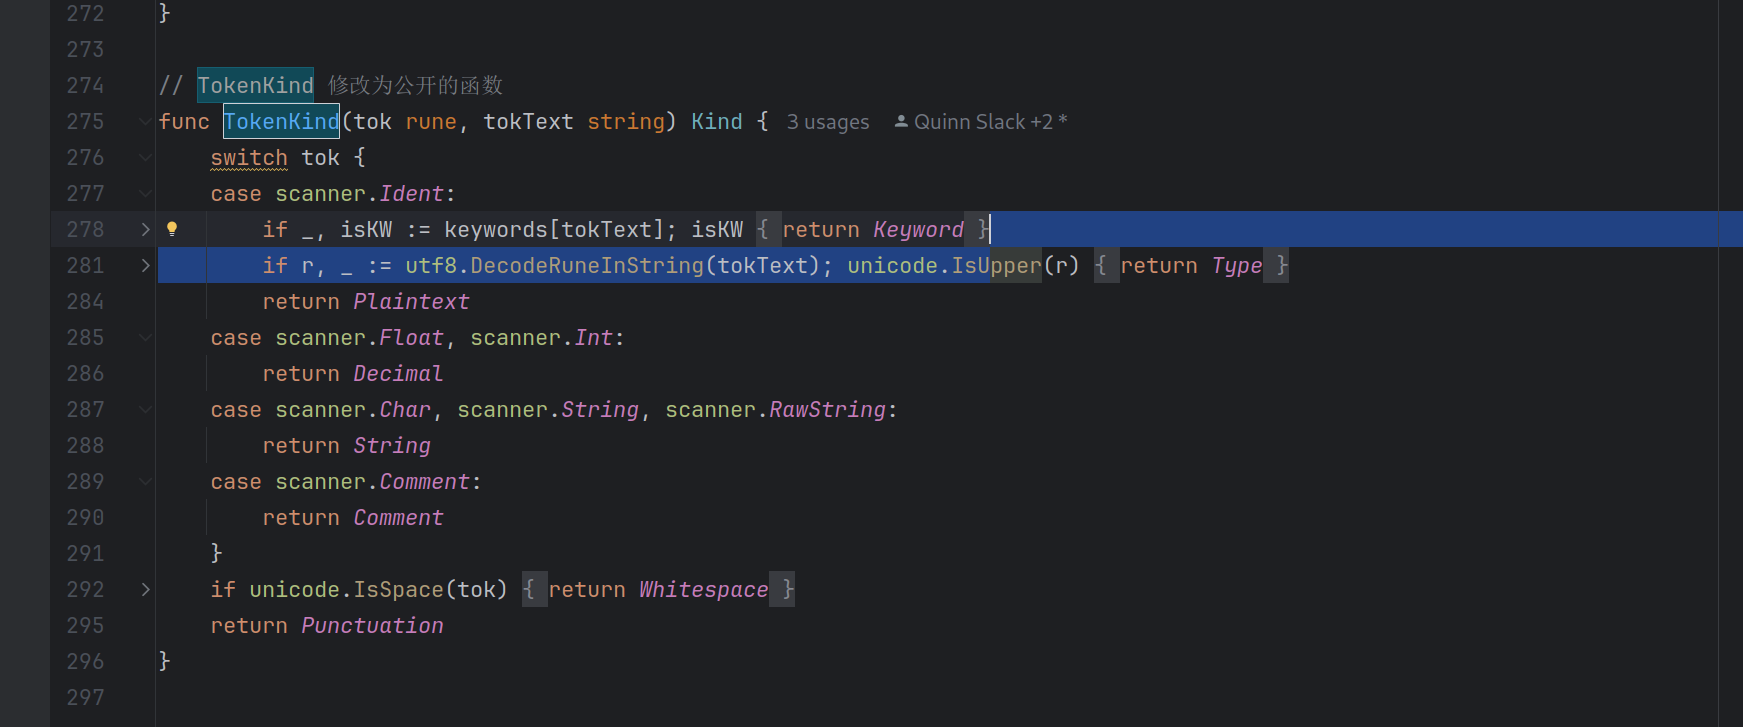 272 }
273
274 // TokenKind 修改为公开的函数
275 func TokenKind(tok rune, tokText string) Kind { 3 usages Quinn Slack +2 *
276 switch tok {
277 case scanner.Ident:
278 if _, isKW := keywords[tokText]; isKW { return Keyword }
281 if r, _ := utf8.DecodeRuneInString(tokText); unicode.IsUpper(r) { return Type }
284 return Plaintext
285 case scanner.Float, scanner.Int:
286 return Decimal
287 case scanner.Char, scanner.String, scanner.RawString:
288 return String
289 case scanner.Comment:
290 return Comment
291 }
292 if unicode.IsSpace(tok) { return Whitespace }
295 return Punctuation
296 }
297